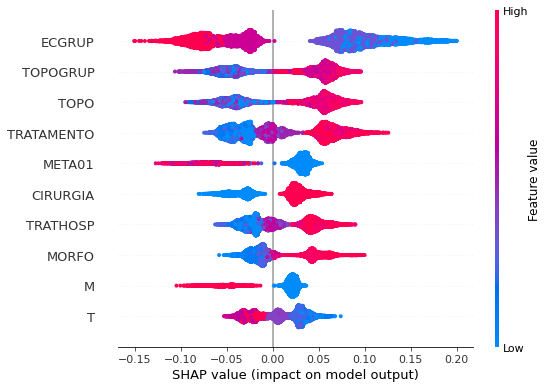 High
ECGRUP
TOPOGRUP
TOPO
TRATAMENTO
META01
CIRURGIA
TRATHOSP
MORFO
M
T
Feature value
Low
−0.15 −0.10 −0.05 0.00 0.05 0.10 0.15 0.20
SHAP value (impact on model output)